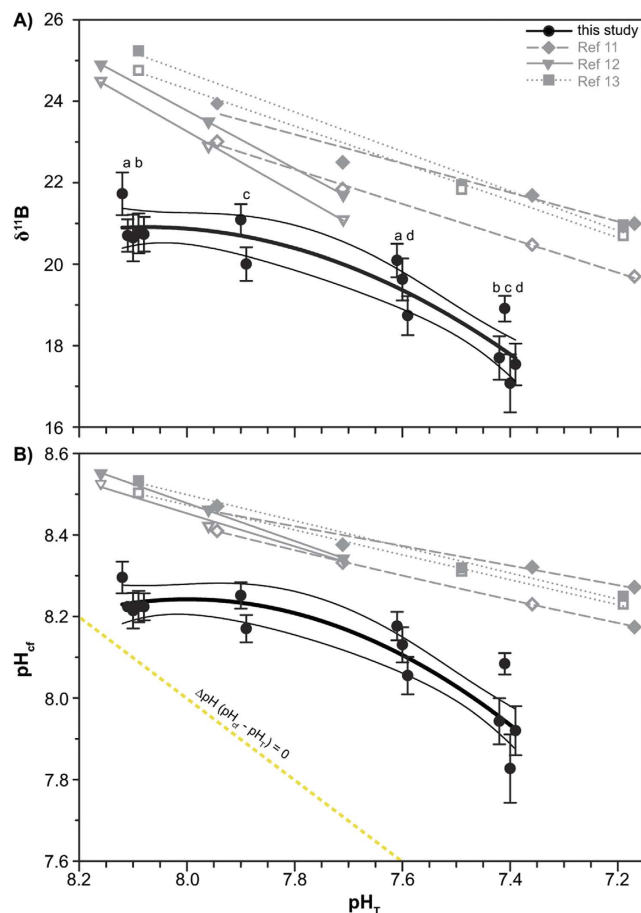 A)
26
24
22
20
18
16
δ¹¹B
this study
Ref 11
Ref 12
Ref 13
a b
c
a d
b c d
B)
8.6
8.4
8.2
8.0
7.8
7.6
pHcf
ΔpH (pHcf - pHT) = 0
8.2 8.0 7.8 7.6 7.4 7.2
pHT